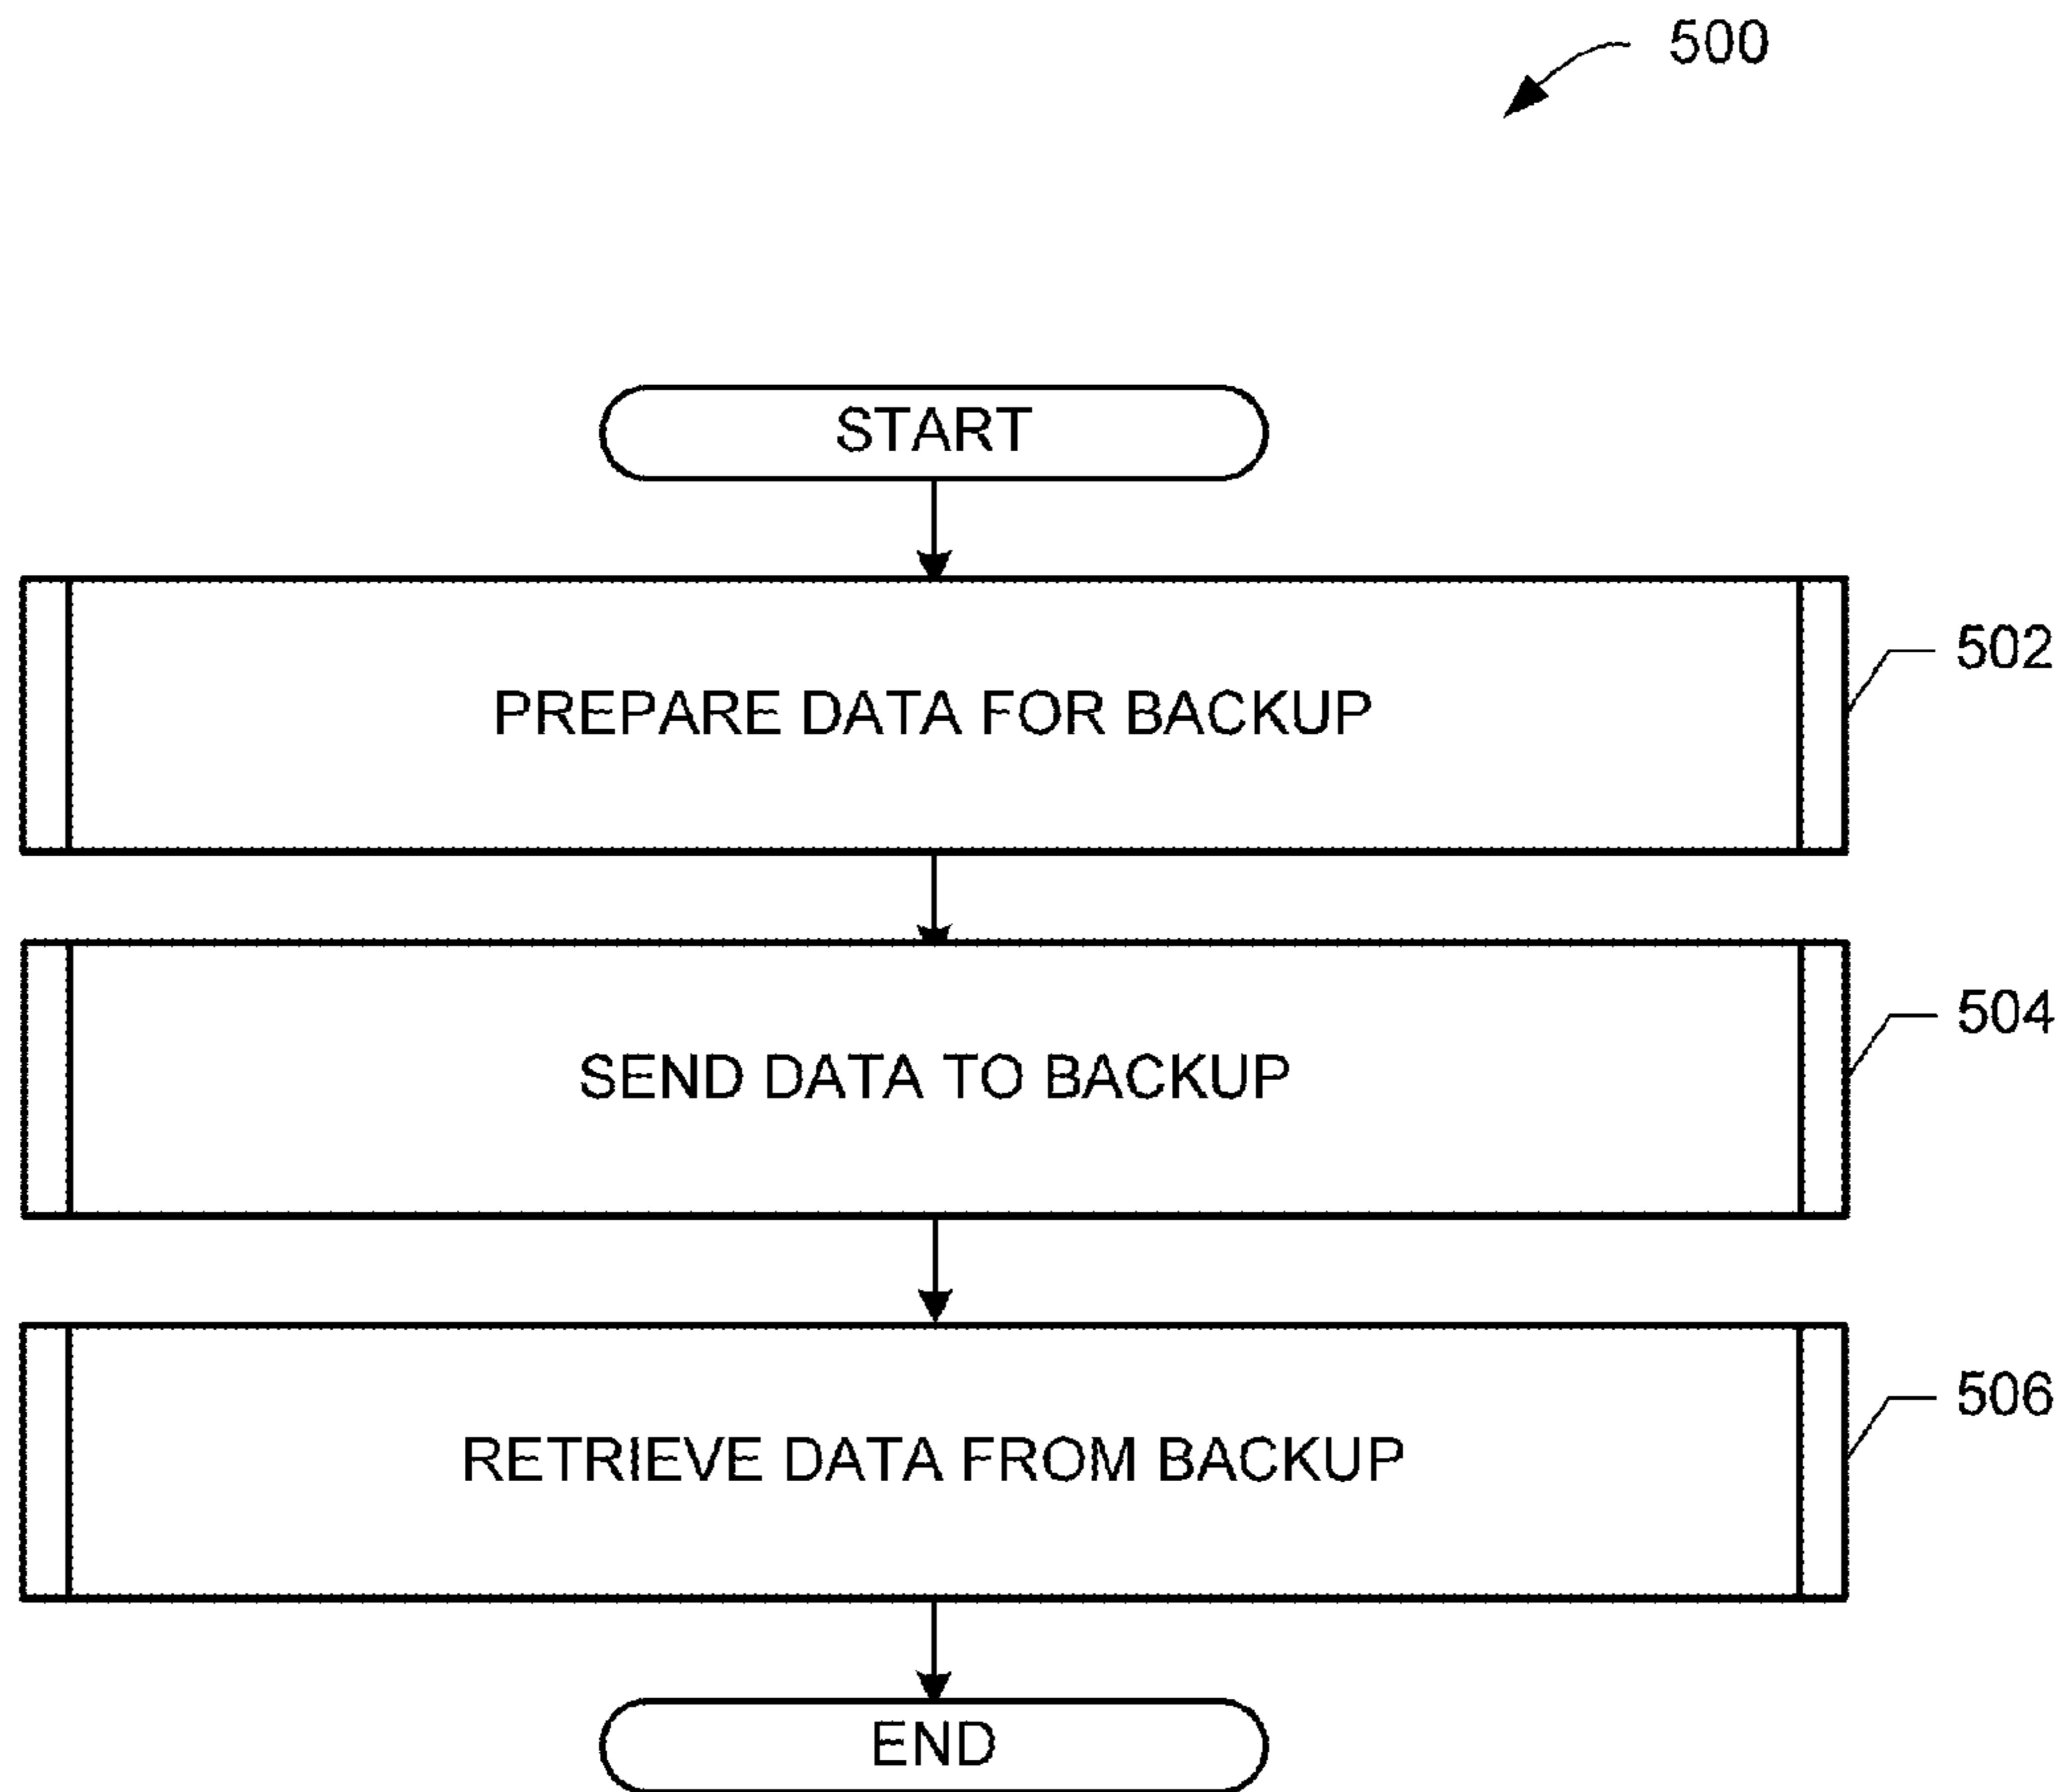 500
START
PREPARE DATA FOR BACKUP
502
SEND DATA TO BACKUP
504
RETRIEVE DATA FROM BACKUP
506
END